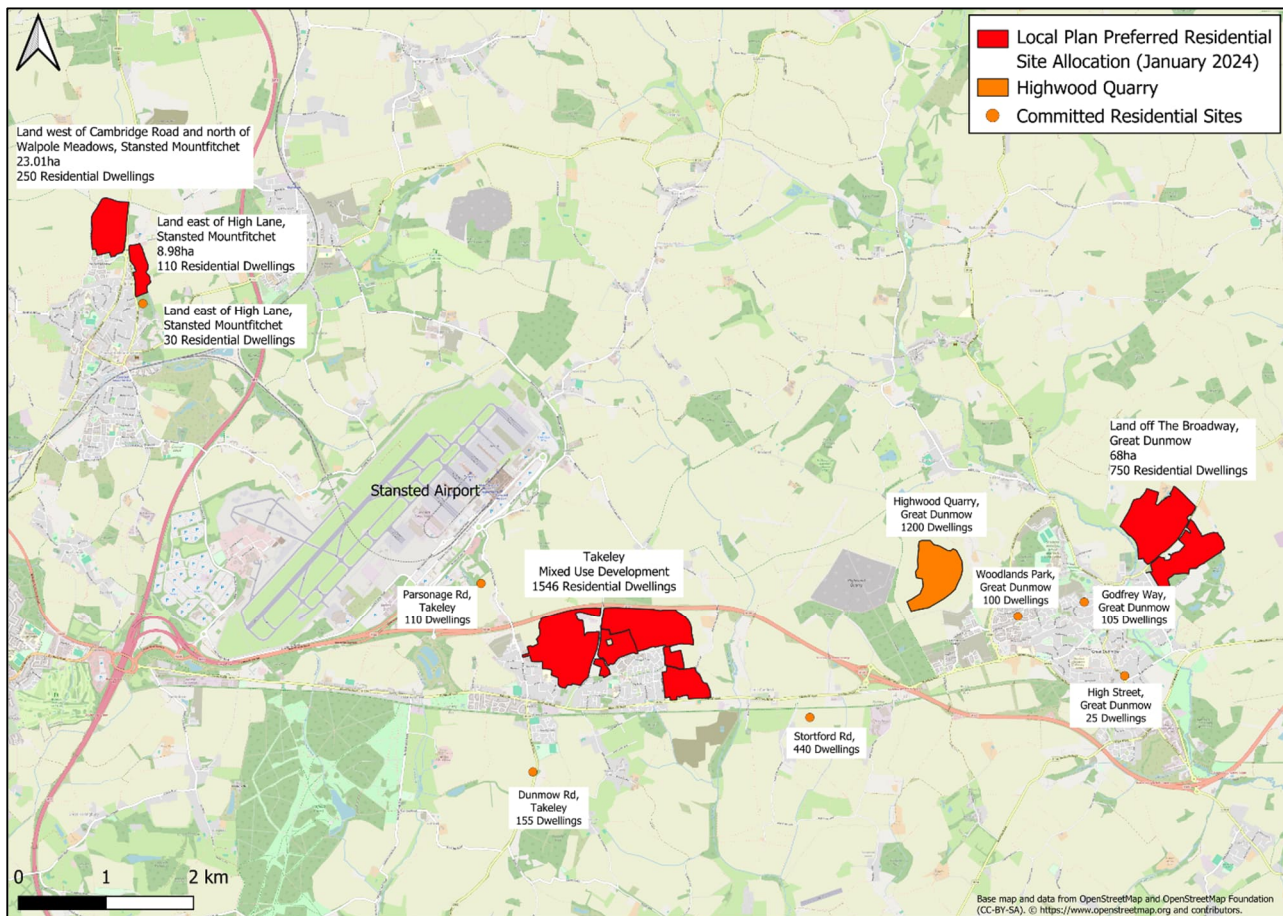 Local Plan Preferred Residential
Site Allocation (January 2024)
Highwood Quarry
Committed Residential Sites
Land west of Cambridge Road and north of
Walpole Meadows, Stansted Mountfitchet
23.01ha
250 Residential Dwellings
Land east of High Lane,
Stansted Mountfitchet
8.98ha
110 Residential Dwellings
Land east of High Lane,
Stansted Mountfitchet
30 Residential Dwellings
Land off The Broadway,
Great Dunmow
68ha
750 Residential Dwellings
Stansted Airport
Highwood Quarry,
Great Dunmow
1200 Dwellings
Takeley
Mixed Use Development
1546 Residential Dwellings
Parsonage Rd,
Takeley
110 Dwellings
Woodlands Park,
Great Dunmow
100 Dwellings
Godfrey Way,
Great Dunmow
105 Dwellings
High Street,
Great Dunmow
25 Dwellings
Stortford Rd,
440 Dwellings
Dunmow Rd,
Takeley
155 Dwellings
0 1 2 km
Base map and data from OpenStreetMap and OpenStreetMap Foundation
(CC-BY-SA). © https://www.openstreetmap.org and contributors.